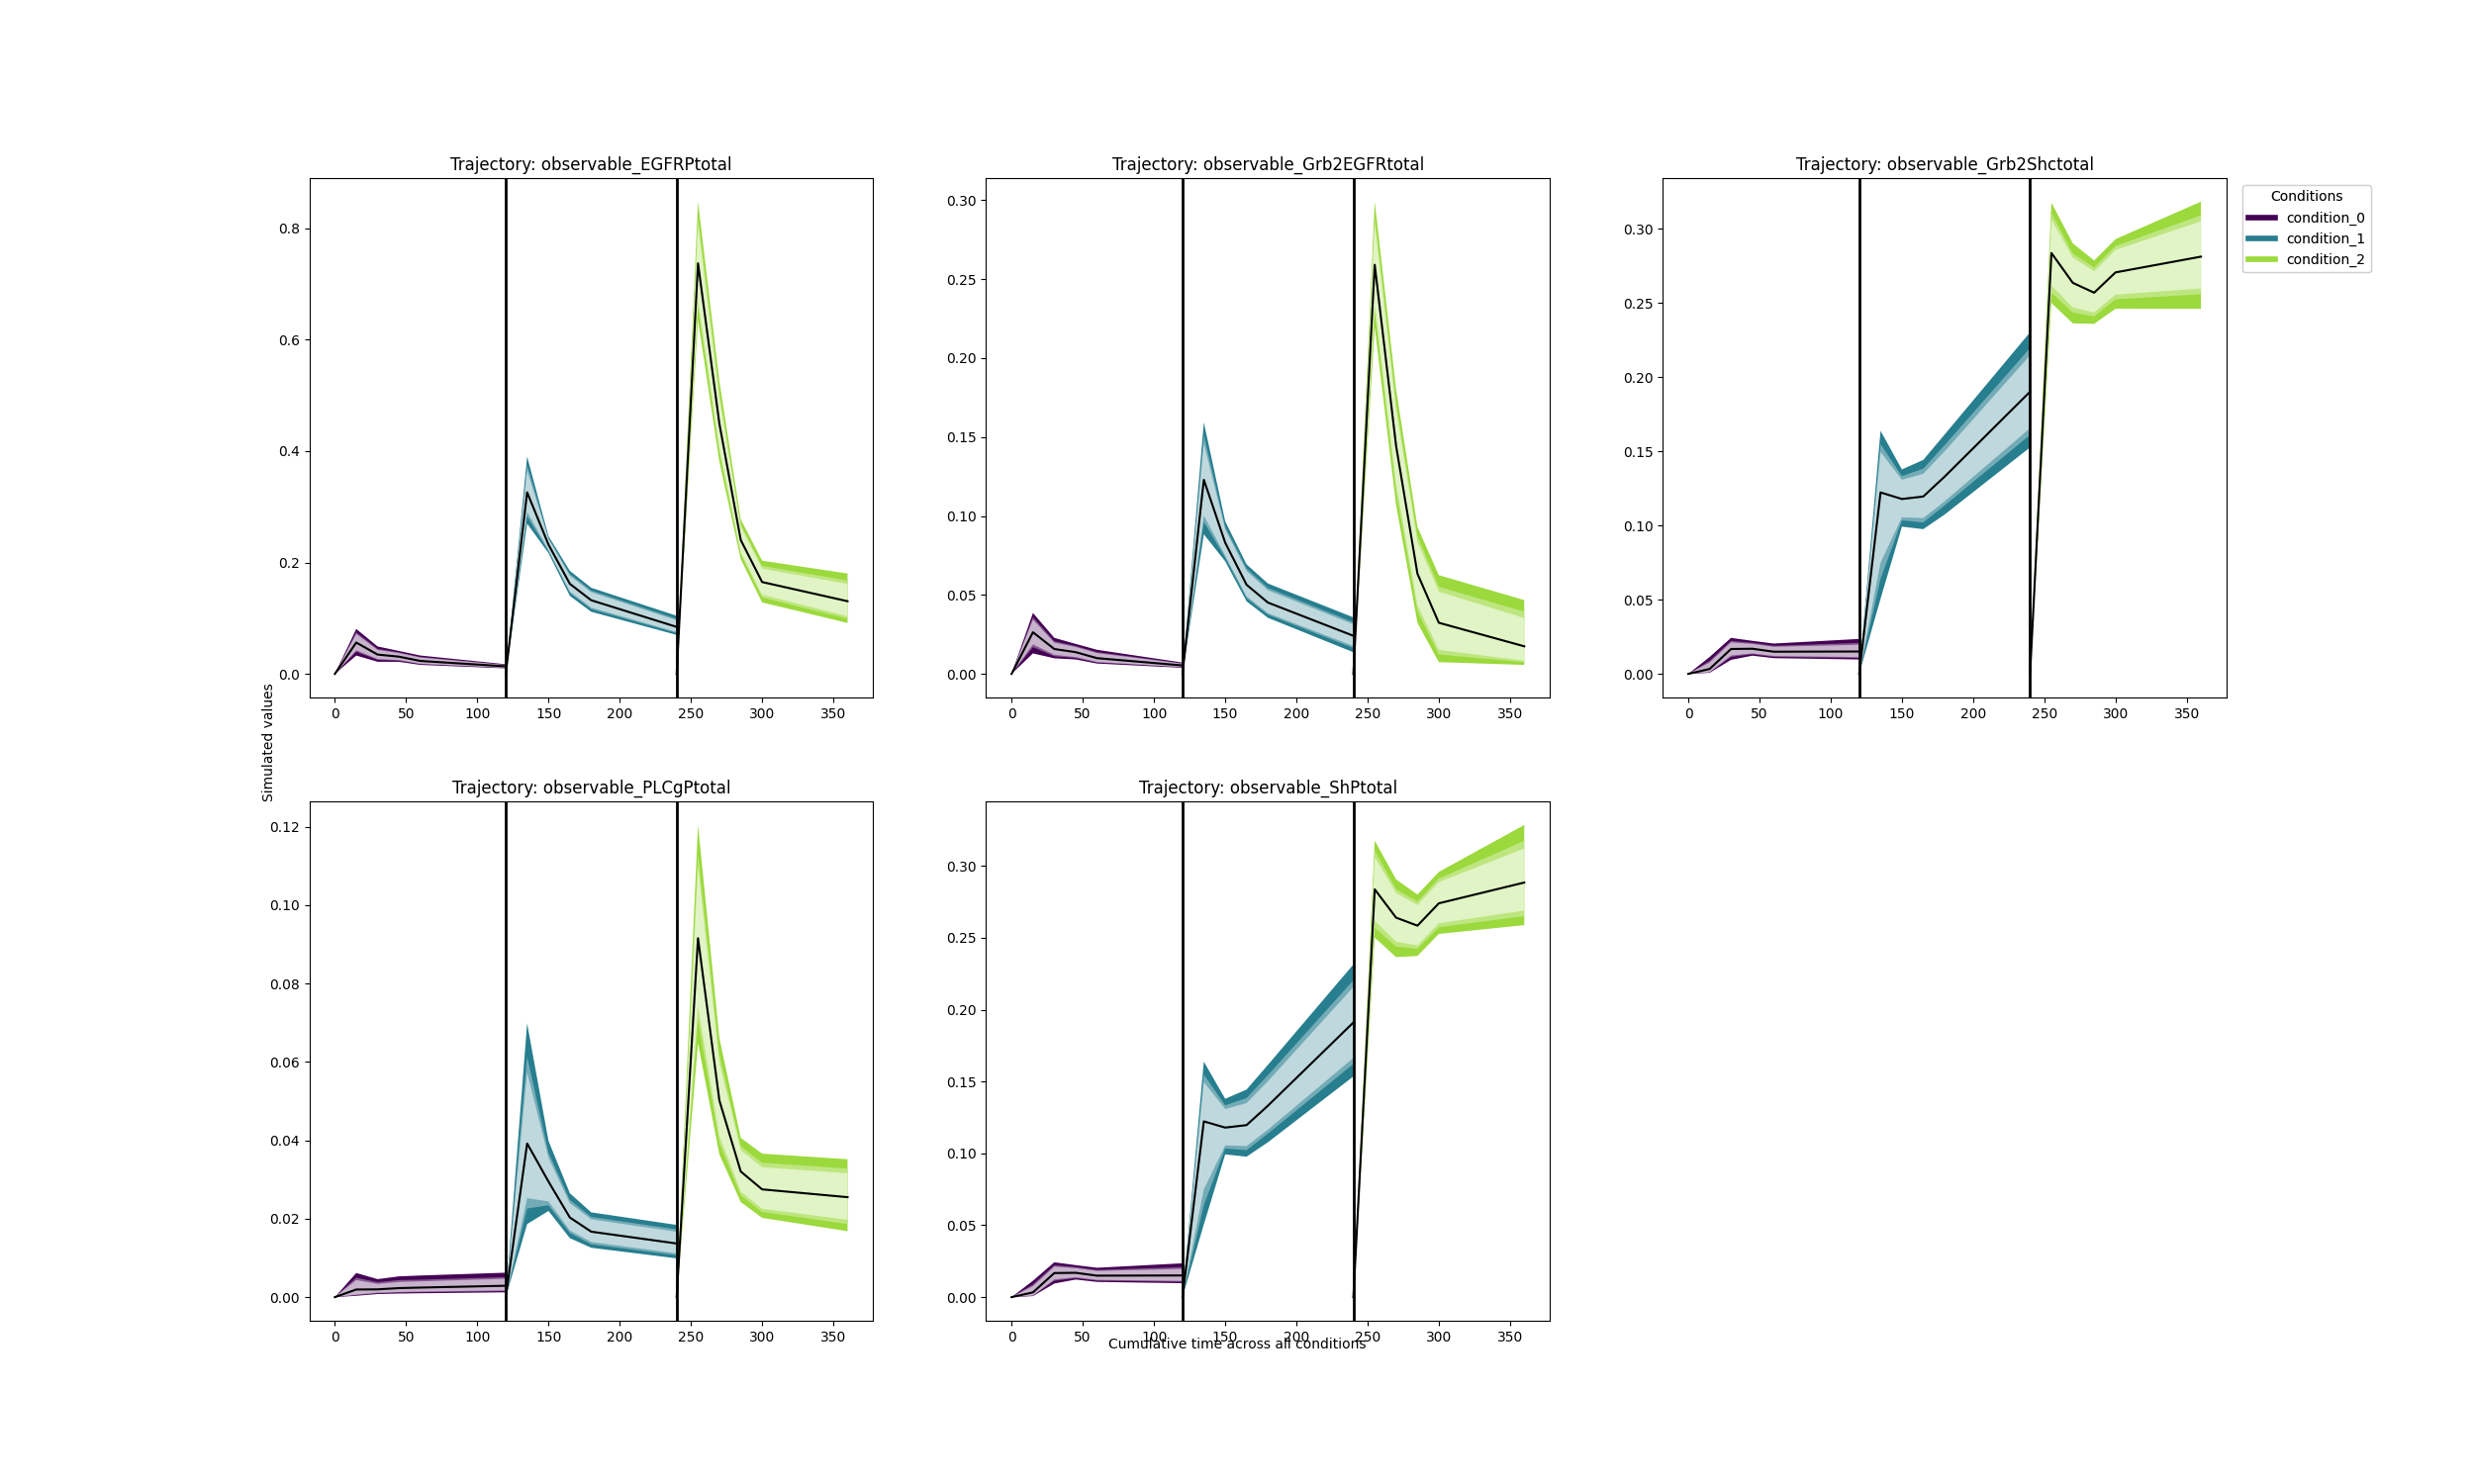 Trajectory: observable_EGFRPtotal
0.8
0.6
0.4
0.2
0.0
0 50 100 150 200 250 300 350
Trajectory: observable_Grb2EGFRtotal
0.30
0.25
0.20
0.15
0.10
0.05
0.00
0 50 100 150 200 250 300 350
Trajectory: observable_Grb2Shctotal
0.30
0.25
0.20
0.15
0.10
0.05
0.00
0 50 100 150 200 250 300 350
Conditions
condition_0
condition_1
condition_2
Simulated values
Trajectory: observable_PLCgPtotal
0.12
0.10
0.08
0.06
0.04
0.02
0.00
0 50 100 150 200 250 300 350
Trajectory: observable_ShPtotal
0.30
0.25
0.20
0.15
0.10
0.05
0.00
0 50 100 150 200 250 300 350
Cumulative time across all conditions